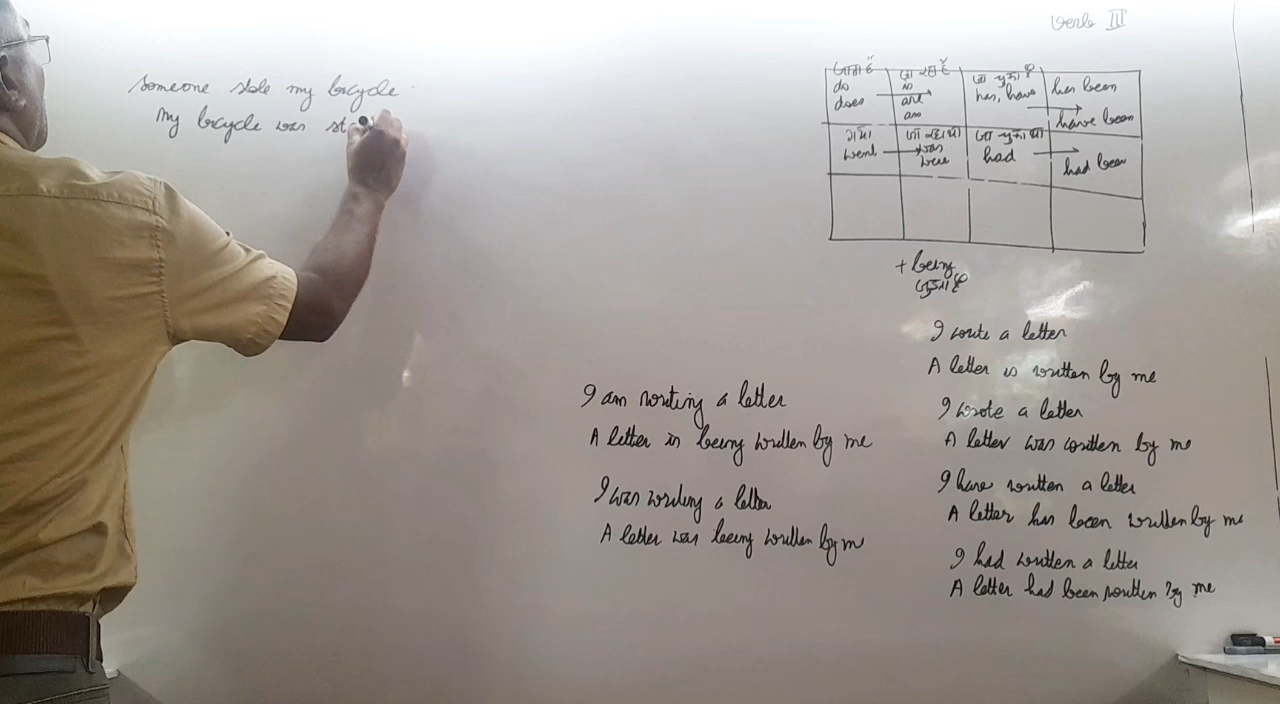 Verb III
Someone stole my bicycle.
My bicycle was st
जाता है
do
does
जा रहा है
is
are
am
जा चुका है
has, have
has been
have been
गया
went
जा रहा था
was
were
जा चुका था
had
had been
+ being
I write a letter
A letter is written by me
I wrote a letter
A letter was written by me
I have written a letter
A letter has been written by me
I had written a letter
A letter had been written by me
I am writing a letter
A letter is being written by me
I was writing a letter
A letter was being written by me